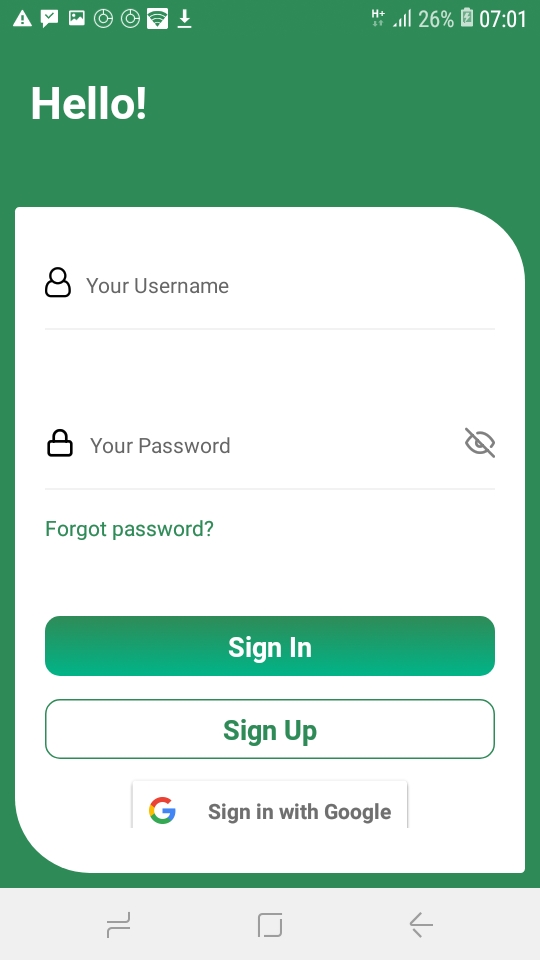 H+ 26% 07:01
Hello!
Your Username
Your Password
Forgot password?
Sign In
Sign Up
Sign in with Google